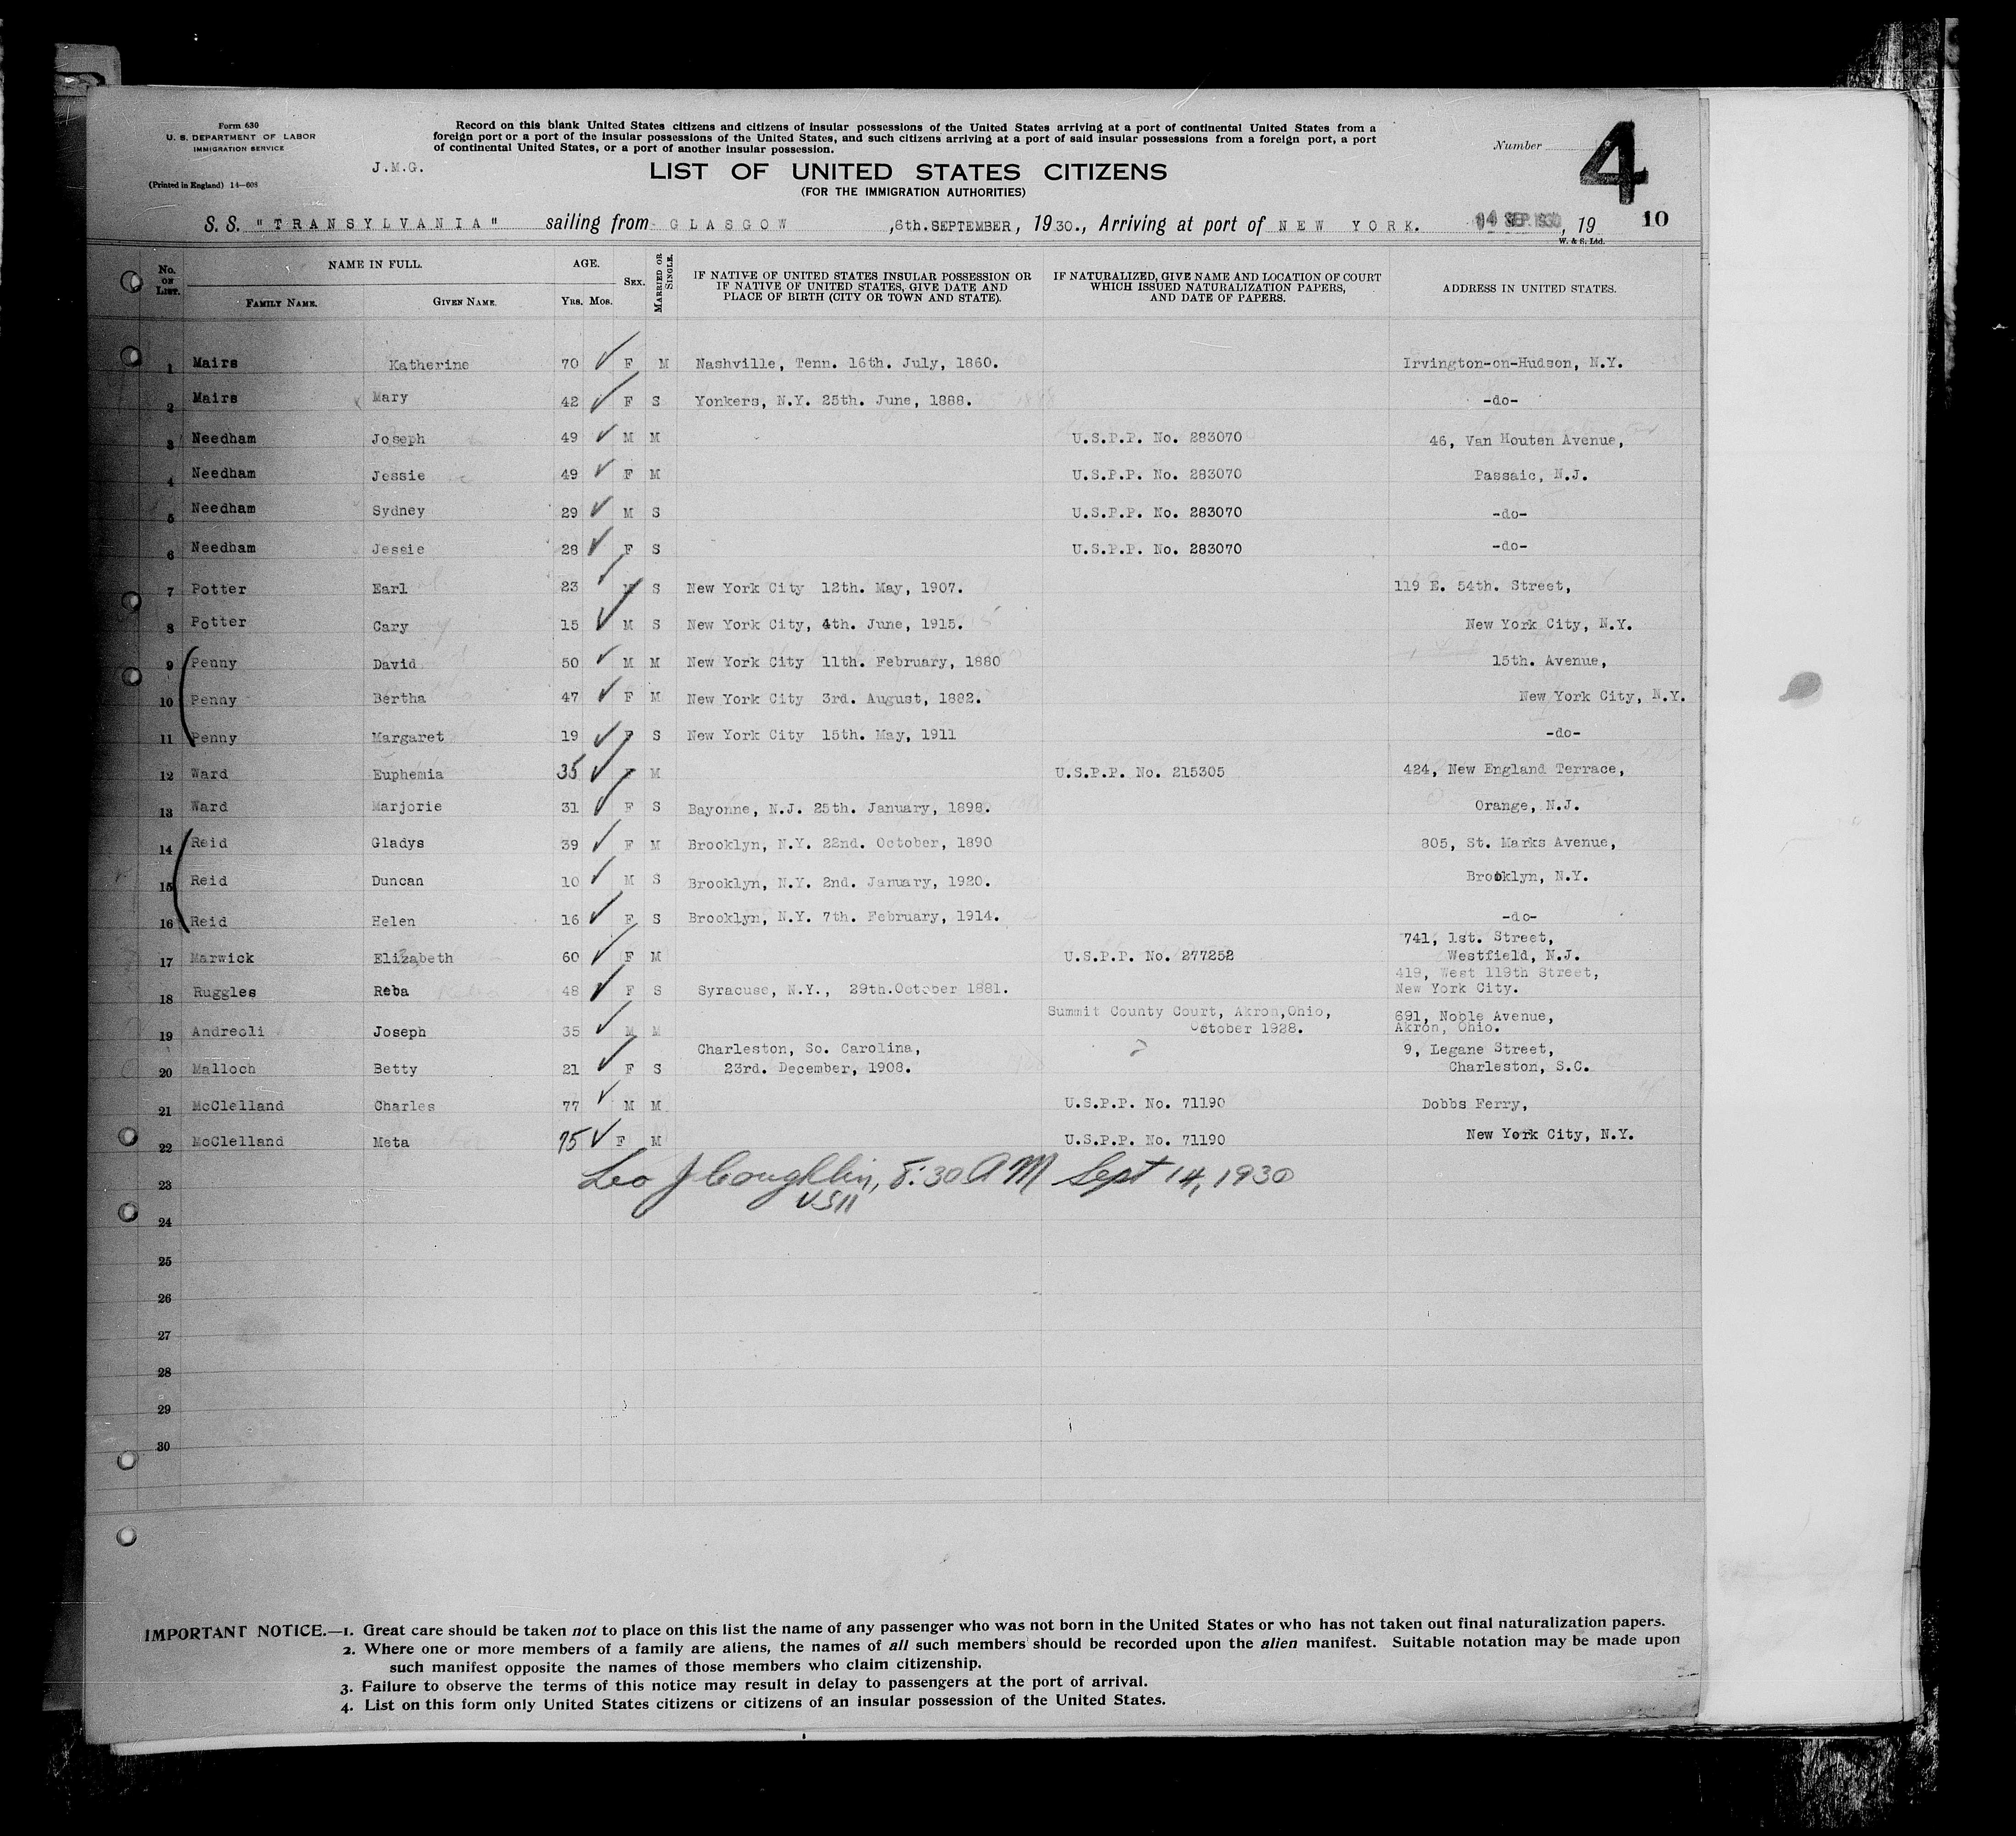 Form 630
U. S. DEPARTMENT OF LABOR
IMMIGRATION SERVICE
(Printed in England) 14-608
J.M.G.
Record on this blank United States citizens and citizens of insular possessions of the United States arriving at a port of continental United States from a
foreign port or a port of the insular possessions of the United States, and such citizens arriving at a port of said insular possessions from a foreign port, a port
of continental United States, or a port of another insular possession.
Number
4
LIST OF UNITED STATES CITIZENS
(FOR THE IMMIGRATION AUTHORITIES)
S. S. "TRANSYLVANIA" sailing from GLASGOW ,6th.SEPTEMBER, 1930., Arriving at port of NEW YORK. 14 SEP 1930, 19 10
W. & S. Ltd.
No. ON LIST. NAME IN FULL. FAMILY NAME. GIVEN NAME. AGE. YRS. MOS. SEX. MARRIED OR SINGLE. IF NATIVE OF UNITED STATES INSULAR POSSESSION OR IF NATIVE OF UNITED STATES, GIVE DATE AND PLACE OF BIRTH (CITY OR TOWN AND STATE). IF NATURALIZED, GIVE NAME AND LOCATION OF COURT WHICH ISSUED NATURALIZATION PAPERS, AND DATE OF PAPERS. ADDRESS IN UNITED STATES.
1 Mairs Katherine 70 ✓ F M Nashville, Tenn. 16th. July, 1860. Irvington-on-Hudson, N.Y.
2 Mairs Mary 42 ✓ F S Yonkers, N.Y. 25th. June, 1888. -do-
3 Needham Joseph 49 ✓ M M U.S.P.P. No. 283070 46, Van Houten Avenue,
4 Needham Jessie 49 ✓ F M U.S.P.P. No. 283070 Passaic, N.J.
5 Needham Sydney 29 ✓ M S U.S.P.P. No. 283070 -do-
6 Needham Jessie 28 ✓ F S U.S.P.P. No. 283070 -do-
7 Potter Earl 23 ✓ M S New York City 12th. May, 1907. 119 E. 54th. Street,
8 Potter Cary 15 ✓ M S New York City, 4th. June, 1915. New York City, N.Y.
9 Penny David 50 ✓ M M New York City 11th. February, 1880 15th. Avenue,
10 Penny Bertha 47 ✓ F M New York City 3rd. August, 1882. New York City, N.Y.
11 Penny Margaret 19 ✓ F S New York City 15th. May, 1911 -do-
12 Ward Euphemia 35 ✓ F M U.S.P.P. No. 215305 424, New England Terrace,
13 Ward Marjorie 31 ✓ F S Bayonne, N.J. 25th. January, 1898. Orange, N.J.
14 Reid Gladys 39 ✓ F M Brooklyn, N.Y. 22nd. October, 1890 805, St. Marks Avenue,
15 Reid Duncan 10 ✓ M S Brooklyn, N.Y. 2nd. January, 1920. Brooklyn, N.Y.
16 Reid Helen 16 ✓ F S Brooklyn, N.Y. 7th. February, 1914. -do-
741, 1st. Street,
17 Marwick Elizabeth 60 ✓ F M U.S.P.P. No. 277252 Westfield, N.J.
419, West 119th Street,
18 Ruggles Reba 48 ✓ F S Syracuse, N.Y., 29th.October 1881. New York City.
Summit County Court, Akron,Ohio, 691, Noble Avenue,
19 Andreoli Joseph 35 ✓ M M October 1928. Akron, Ohio.
Charleston, So. Carolina, 9, Legane Street,
20 Malloch Betty 21 ✓ F S 23rd. December, 1908. Charleston, S.C.
21 McClelland Charles 77 ✓ M M U.S.P.P. No. 71190 Dobbs Ferry,
22 McClelland Meta 75 ✓ F M U.S.P.P. No. 71190 New York City, N.Y.
23 Leo J Coughlin, 8:30 AM Sept 14, 1930
USII
24
25
26
27
28
29
30
IMPORTANT NOTICE.—1. Great care should be taken not to place on this list the name of any passenger who was not born in the United States or who has not taken out final naturalization papers.
2. Where one or more members of a family are aliens, the names of all such members should be recorded upon the alien manifest. Suitable notation may be made upon
such manifest opposite the names of those members who claim citizenship.
3. Failure to observe the terms of this notice may result in delay to passengers at the port of arrival.
4. List on this form only United States citizens or citizens of an insular possession of the United States.